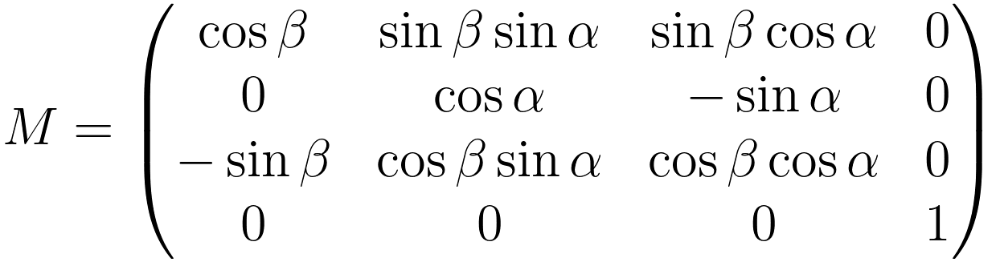 cos β sin β sin α sin β cos α 0
0 cos α − sin α 0
M =
− sin β cos β sin α cos β cos α 0
0 0 0 1